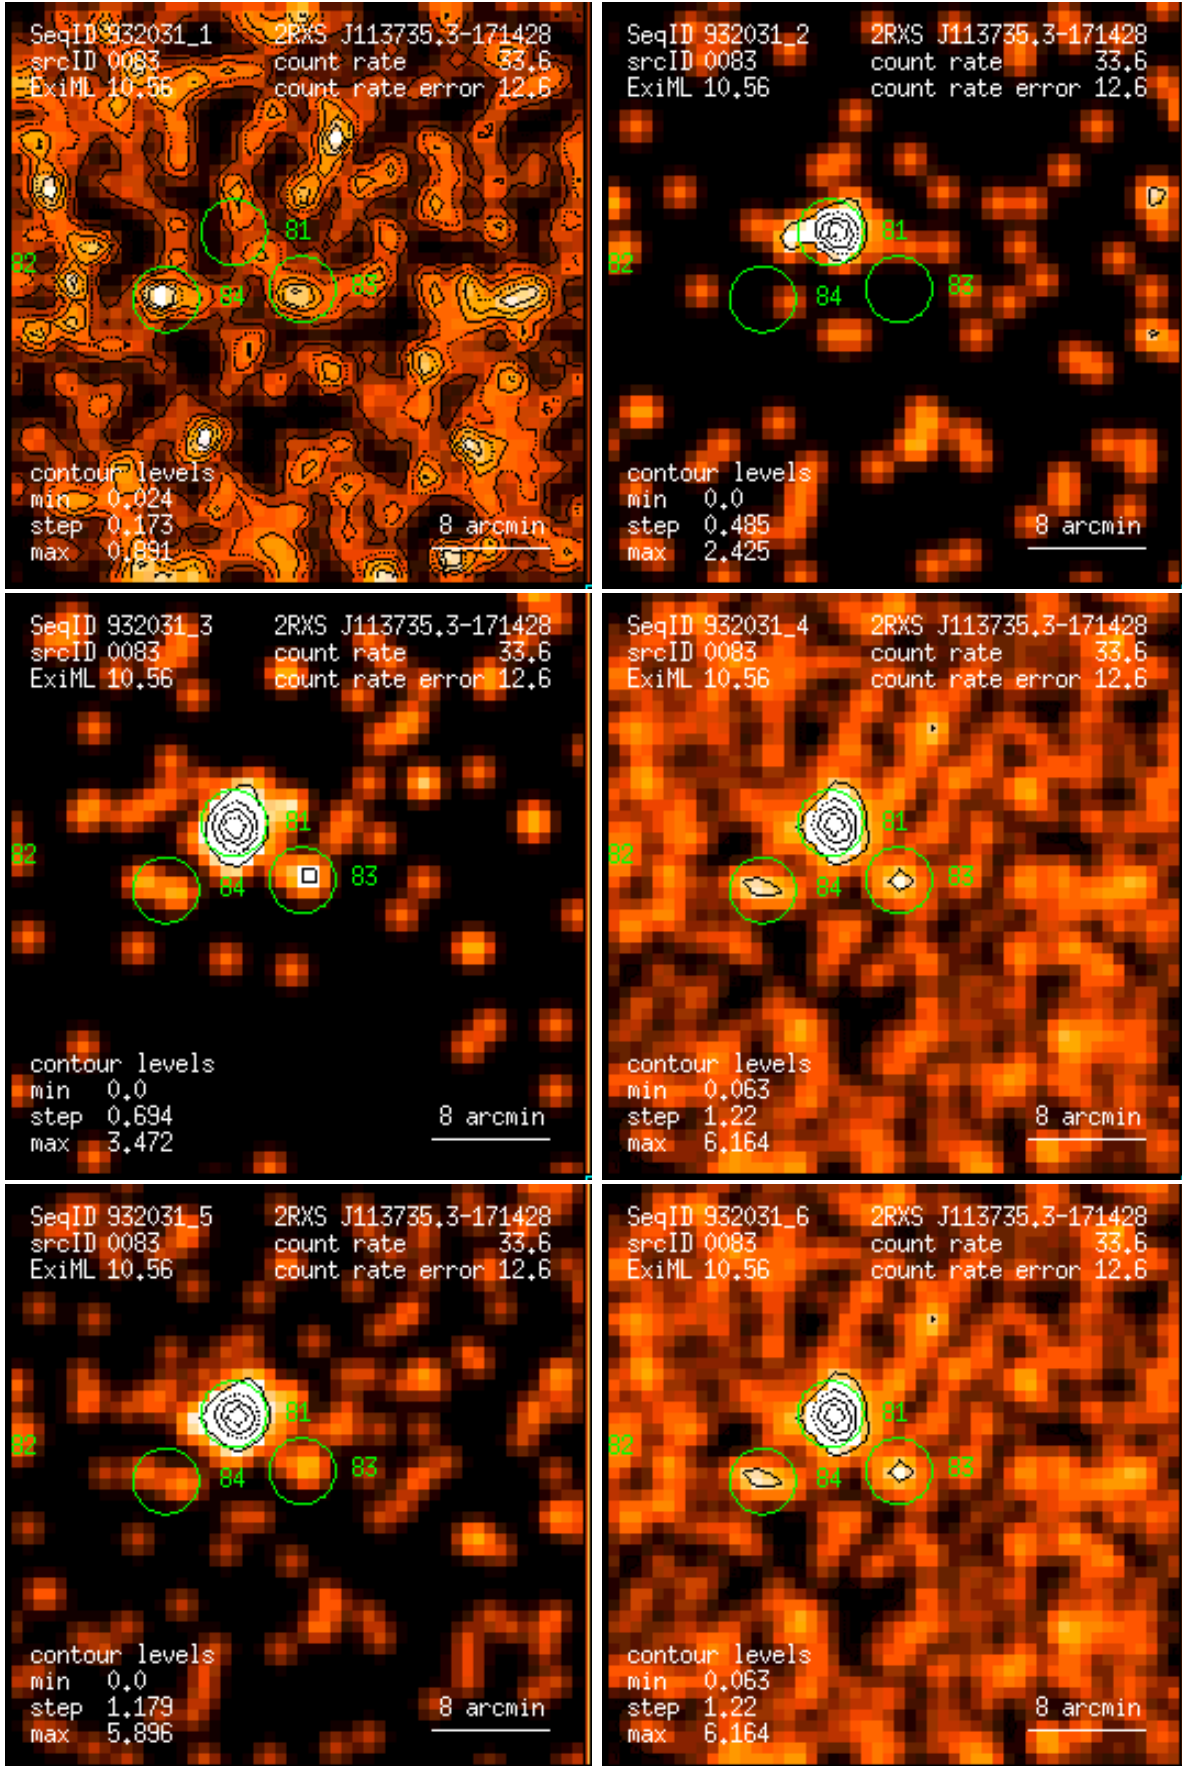 SeqID 932031_1 2RXS J113735.3-171428
srcID 0083 count rate 33.6
ExiML 10.56 count rate error 12.6
81
82
84 83
contour levels
min 0.024
step 0.173 8 arcmin
max 0.891
SeqID 932031_2 2RXS J113735.3-171428
srcID 0083 count rate 33.6
ExiML 10.56 count rate error 12.6
81
82
84 83
contour levels
min 0.0
step 0.485 8 arcmin
max 2.425
SeqID 932031_3 2RXS J113735.3-171428
srcID 0083 count rate 33.6
ExiML 10.56 count rate error 12.6
81
82
84 83
contour levels
min 0.0
step 0.694 8 arcmin
max 3.472
SeqID 932031_4 2RXS J113735.3-171428
srcID 0083 count rate 33.6
ExiML 10.56 count rate error 12.6
81
82
84 83
contour levels
min 0.063
step 1.22 8 arcmin
max 6.164
SeqID 932031_5 2RXS J113735.3-171428
srcID 0083 count rate 33.6
ExiML 10.56 count rate error 12.6
81
82
84 83
contour levels
min 0.0
step 1.179 8 arcmin
max 5.896
SeqID 932031_6 2RXS J113735.3-171428
srcID 0083 count rate 33.6
ExiML 10.56 count rate error 12.6
81
82
84 83
contour levels
min 0.063
step 1.22 8 arcmin
max 6.164